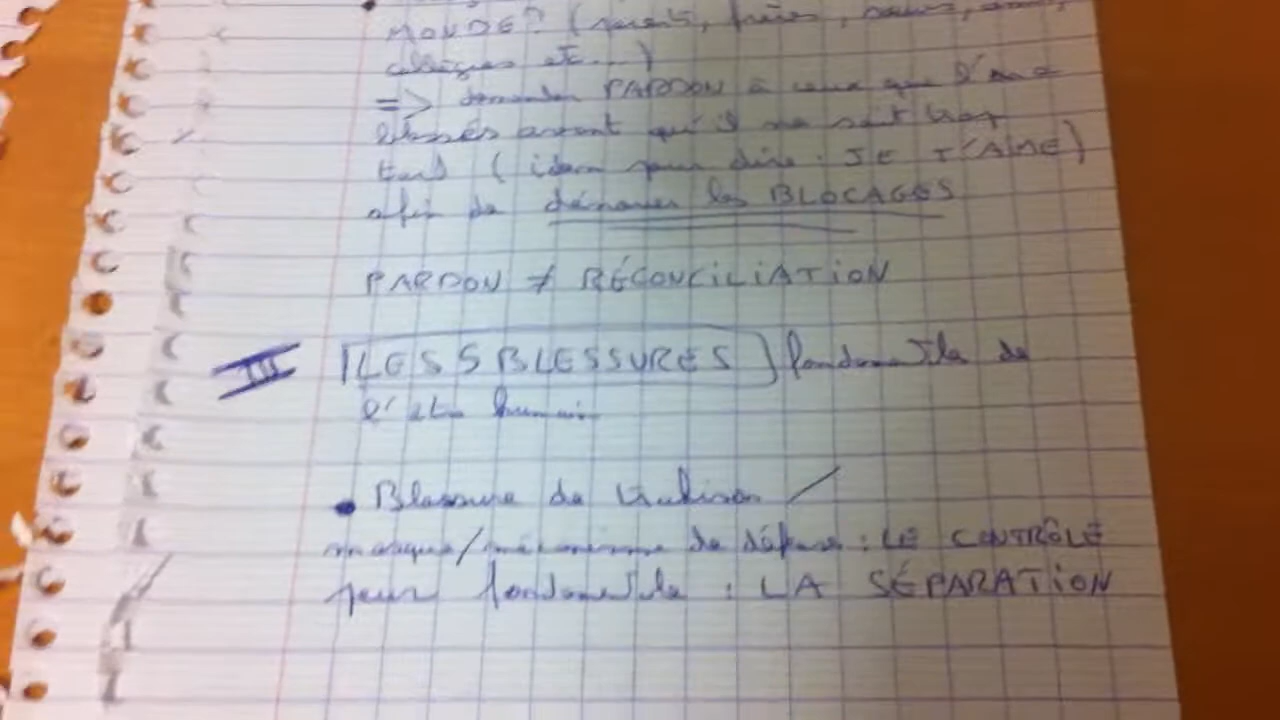 MONDE? (parents, frères, sœurs, amis,
collègues etc...)
=> demander PARDON à ceux que l'on a
blessés avant qu'il ne soit trop
tard (idem pour dire : JE T'AIME)
afin de dénouer les BLOCAGES
PARDON ≠ RÉCONCILIATION
III LES 5 BLESSURES fondamentales de
l'être humain
• Blessure de trahison /
masque/mécanisme de défense : LE CONTRÔLE
peur fondamentale : LA SÉPARATION